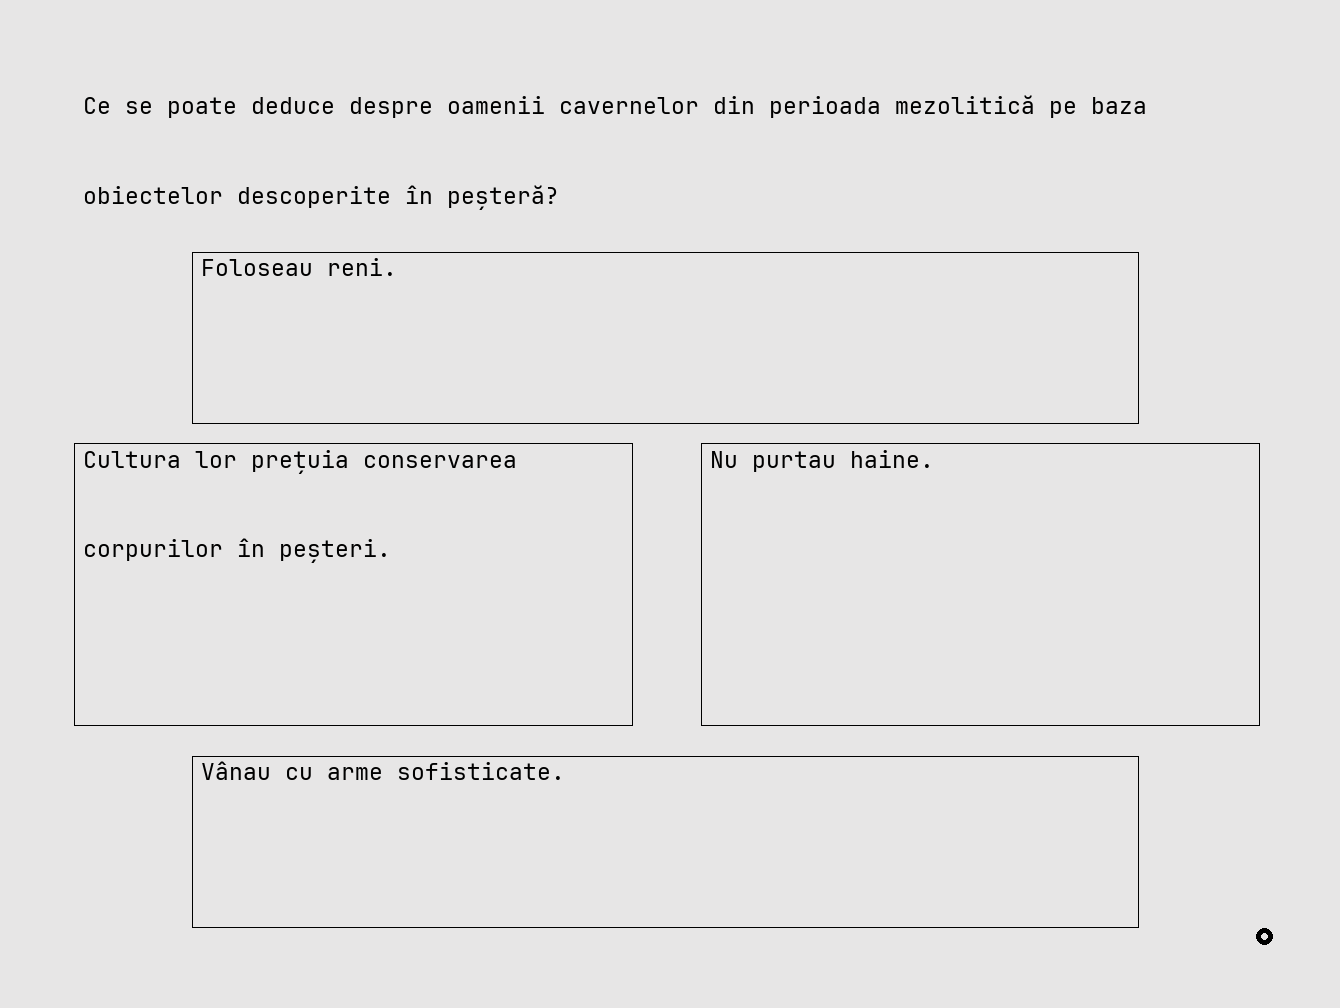 Ce se poate deduce despre oamenii cavernelor din perioada mezolitică pe baza
obiectelor descoperite în peșteră?
Foloseau reni.
Cultura lor prețuia conservarea
corpurilor în peșteri.
Nu purtau haine.
Vânau cu arme sofisticate.